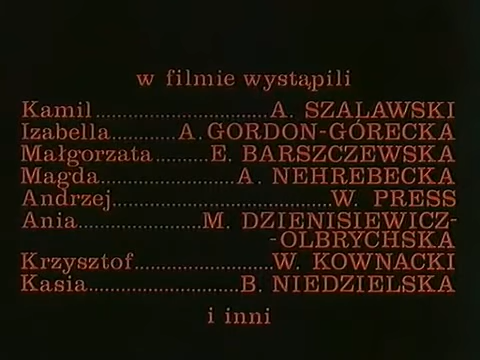 w filmie wystąpili
Kamil......................A. SZALAWSKI
Izabella..........A. GORDON-GÓRECKA
Małgorzata........E. BARSZCZEWSKA
Magda.................A. NEHREBECKA
Andrzej...........................W. PRESS
Ania...............M. DZIENISIEWICZ-
-OLBRYCHSKA
Krzysztof.................W. KOWNACKI
Kasia...................B. NIEDZIELSKA
i inni